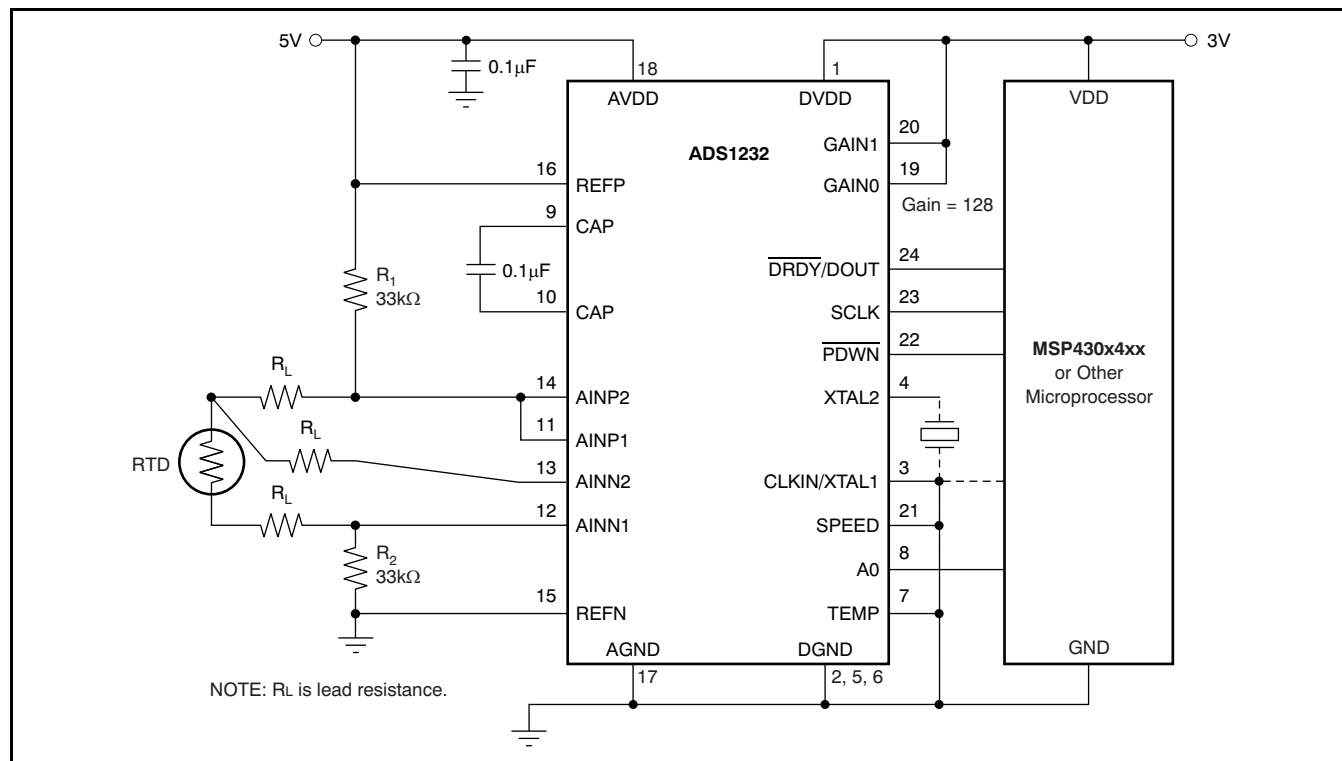 5V
3V
0.1μF
18
1
AVDD
DVDD
VDD
ADS1232
20
GAIN1
19
GAIN0
Gain = 128
16
REFP
9
CAP
0.1μF
10
CAP
R1
33kΩ
24
DRDY/DOUT
23
SCLK
22
PDWN
MSP430x4xx
or Other
Microprocessor
4
XTAL2
RL
14
AINP2
11
AINP1
RL
RTD
13
AINN2
3
CLKIN/XTAL1
RL
12
AINN1
21
SPEED
R2
33kΩ
8
A0
15
REFN
7
TEMP
AGND
DGND
GND
17
2, 5, 6
NOTE: RL is lead resistance.